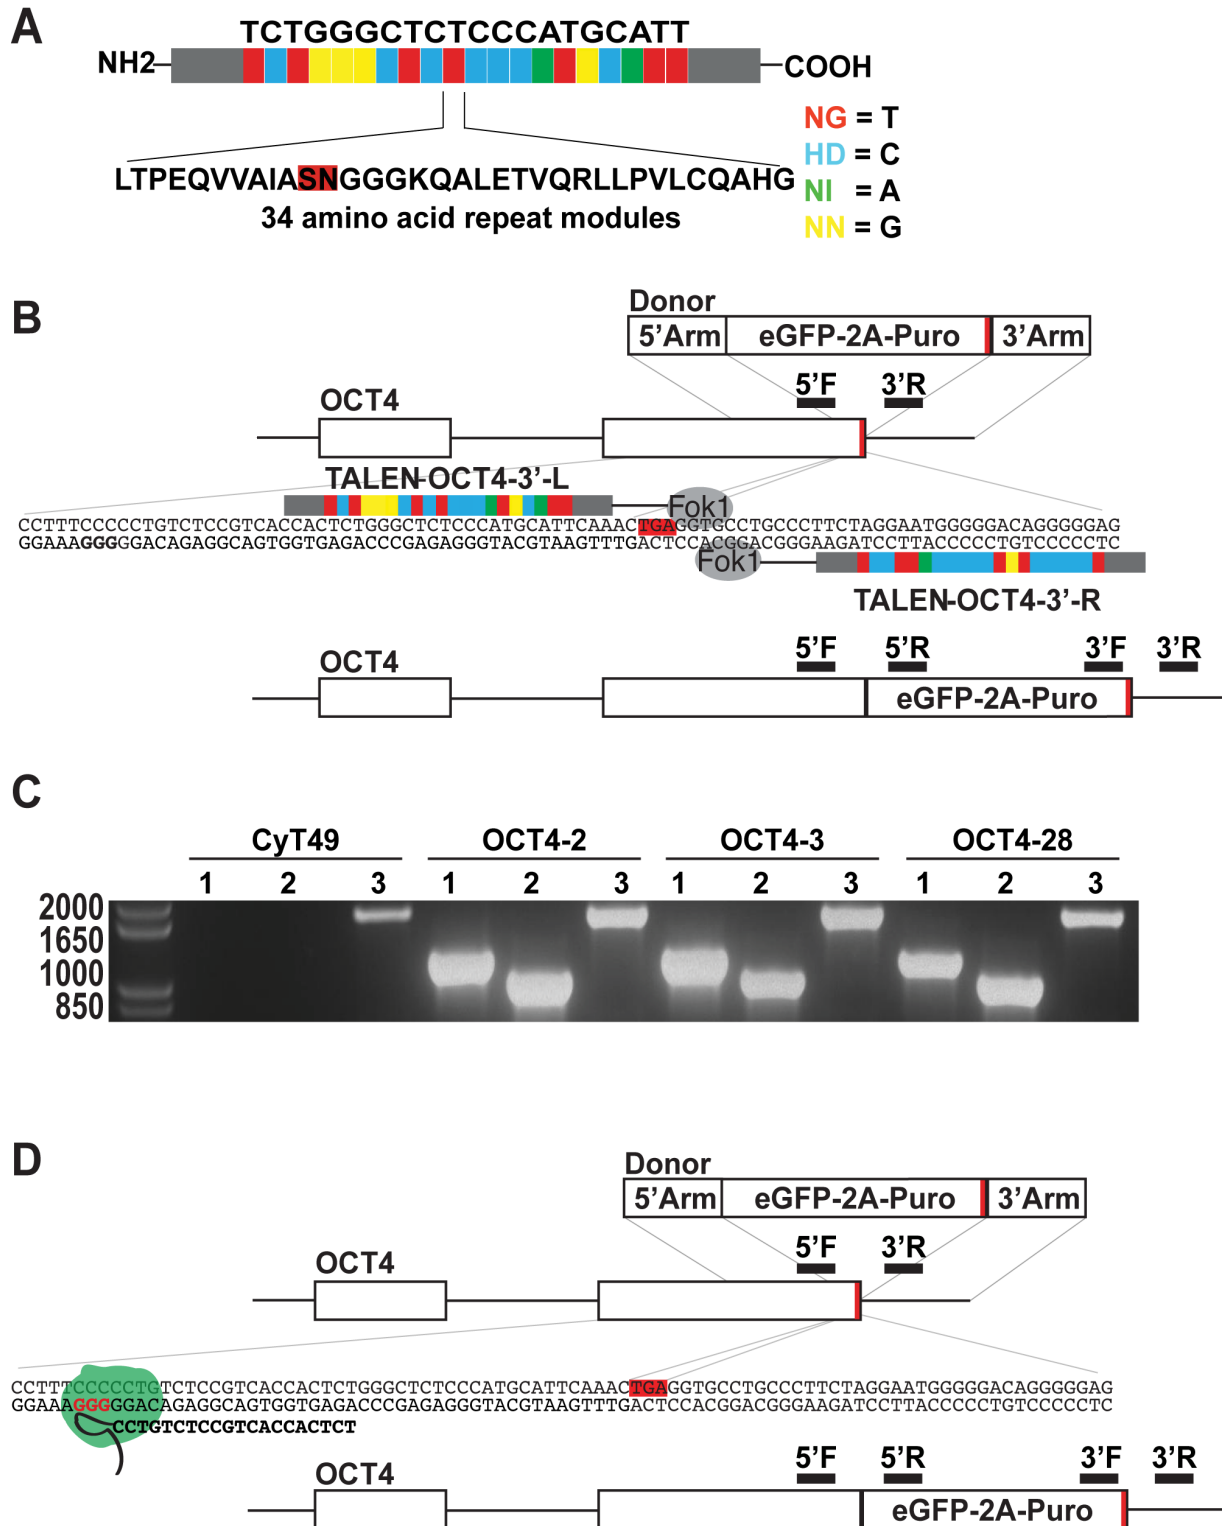 A
TCTGGGCTCTCCCATGCATT
NH2
COOH
NG = T
HD = C
NI = A
NN = G
LTPEQVVAIASNGGGKQALETVQRLLPVLCQAHG
34 amino acid repeat modules
B
Donor
5'Arm eGFP-2A-Puro 3'Arm
5'F 3'R
OCT4
TALEN-OCT4-3'-L
Fok1
CCTTTCCCCCTGTCTCCGTCACCACTCTGGGCTCTCCCATGCATTCAAACTGAGGTGCCTGCCCTTCTAGGAATGGGGGACAGGGGGAG
GGAAAGGGGGACAGAGGCAGTGGTGAGACCCGAGAGGGTACGTAAGTTTGACTCCACGGACGGGAAGATCCTTACCCCCTGTCCCCCTC
Fok1
TALEN-OCT4-3'-R
5'F 5'R 3'F 3'R
OCT4
eGFP-2A-Puro
C
CyT49 OCT4-2 OCT4-3 OCT4-28
1 2 3 1 2 3 1 2 3 1 2 3
2000
1650
1000
850
D
Donor
5'Arm eGFP-2A-Puro 3'Arm
5'F 3'R
OCT4
CCTTTCCCCCTGTCTCCGTCACCACTCTGGGCTCTCCCATGCATTCAAACTGAGGTGCCTGCCCTTCTAGGAATGGGGGACAGGGGGAG
GGAAAGGGGGACAGAGGCAGTGGTGAGACCCGAGAGGGTACGTAAGTTTGACTCCACGGACGGGAAGATCCTTACCCCCTGTCCCCCTC
CCTGTCTCCGTCACCACTCT
5'F 5'R 3'F 3'R
OCT4
eGFP-2A-Puro